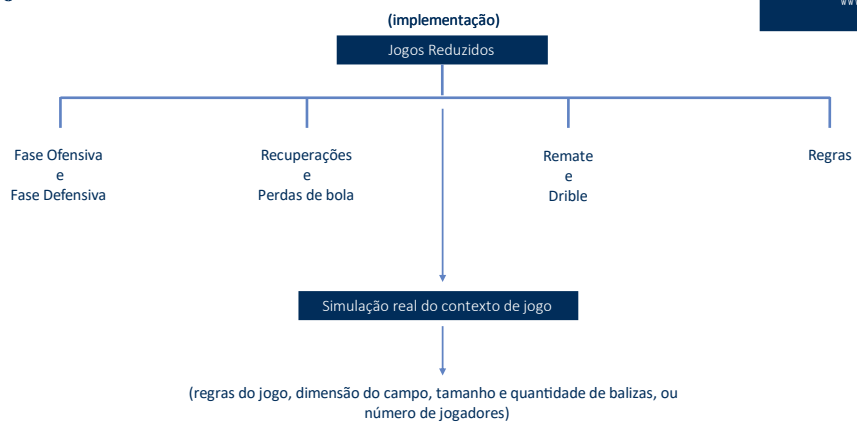 (implementação)
Jogos Reduzidos
Fase Ofensiva
e
Fase Defensiva
Recuperações
e
Perdas de bola
Remate
e
Drible
Regras
Simulação real do contexto de jogo
(regras do jogo, dimensão do campo, tamanho e quantidade de balizas, ou
número de jogadores)